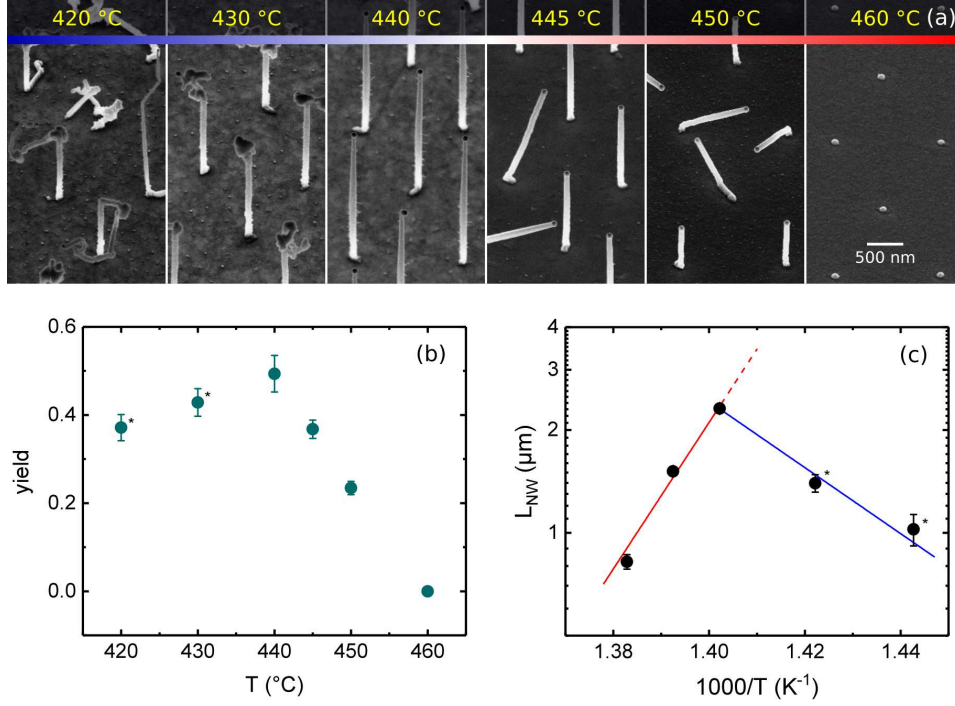 420 °C 430 °C 440 °C 445 °C 450 °C 460 °C (a)
500 nm
(b)
0.6
0.4
0.2
0.0
yield
* *
420 430 440 450 460
T (°C)
(c)
4
3
2
1
L_NW (μm)
* *
1.38 1.40 1.42 1.44
1000/T (K⁻¹)